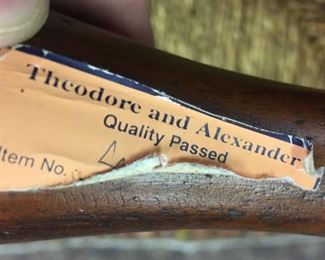 Theodore and Alexander
Quality Passed
Item No.